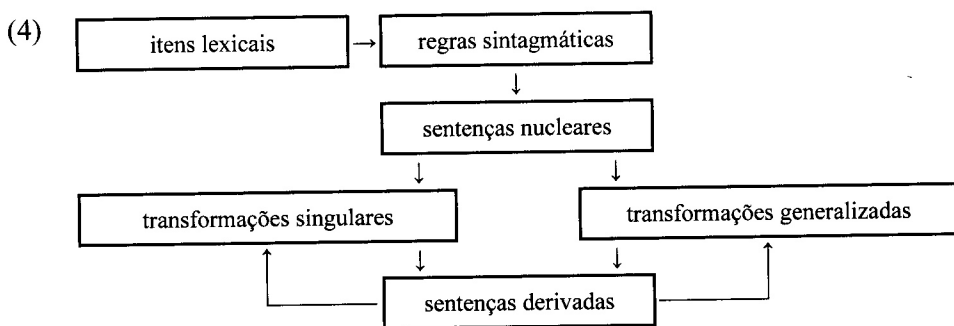 (4)
itens lexicais → regras sintagmáticas
↓
sentenças nucleares
↓ ↓
transformações singulares transformações generalizadas
↓ ↓
sentenças derivadas